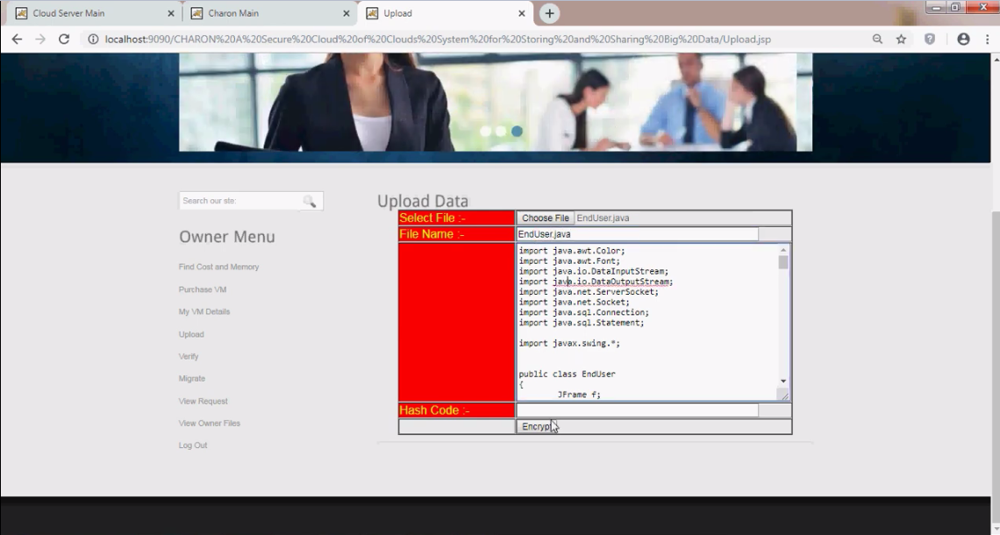 Cloud Server Main
Charon Main
Upload
localhost:9090/CHARON%20A%20Secure%20Cloud%20of%20Clouds%20System%20for%20Storing%20and%20Sharing%20Big%20Data/Upload.jsp
Search our site:
Owner Menu
Find Cost and Memory
Purchase VM
My VM Details
Upload
Verify
Migrate
View Request
View Owner Files
Log Out
Upload Data
Select File :- Choose File EndUser.java
File Name :- EndUser.java
import java.awt.Color;
import java.awt.Font;
import java.io.DataInputStream;
import java.io.DataOutputStream;
import java.net.ServerSocket;
import java.net.Socket;
import java.sql.Connection;
import java.sql.Statement;
import javax.swing.*;
public class EndUser
{
JFrame f;
Hash Code :-
Encrypt